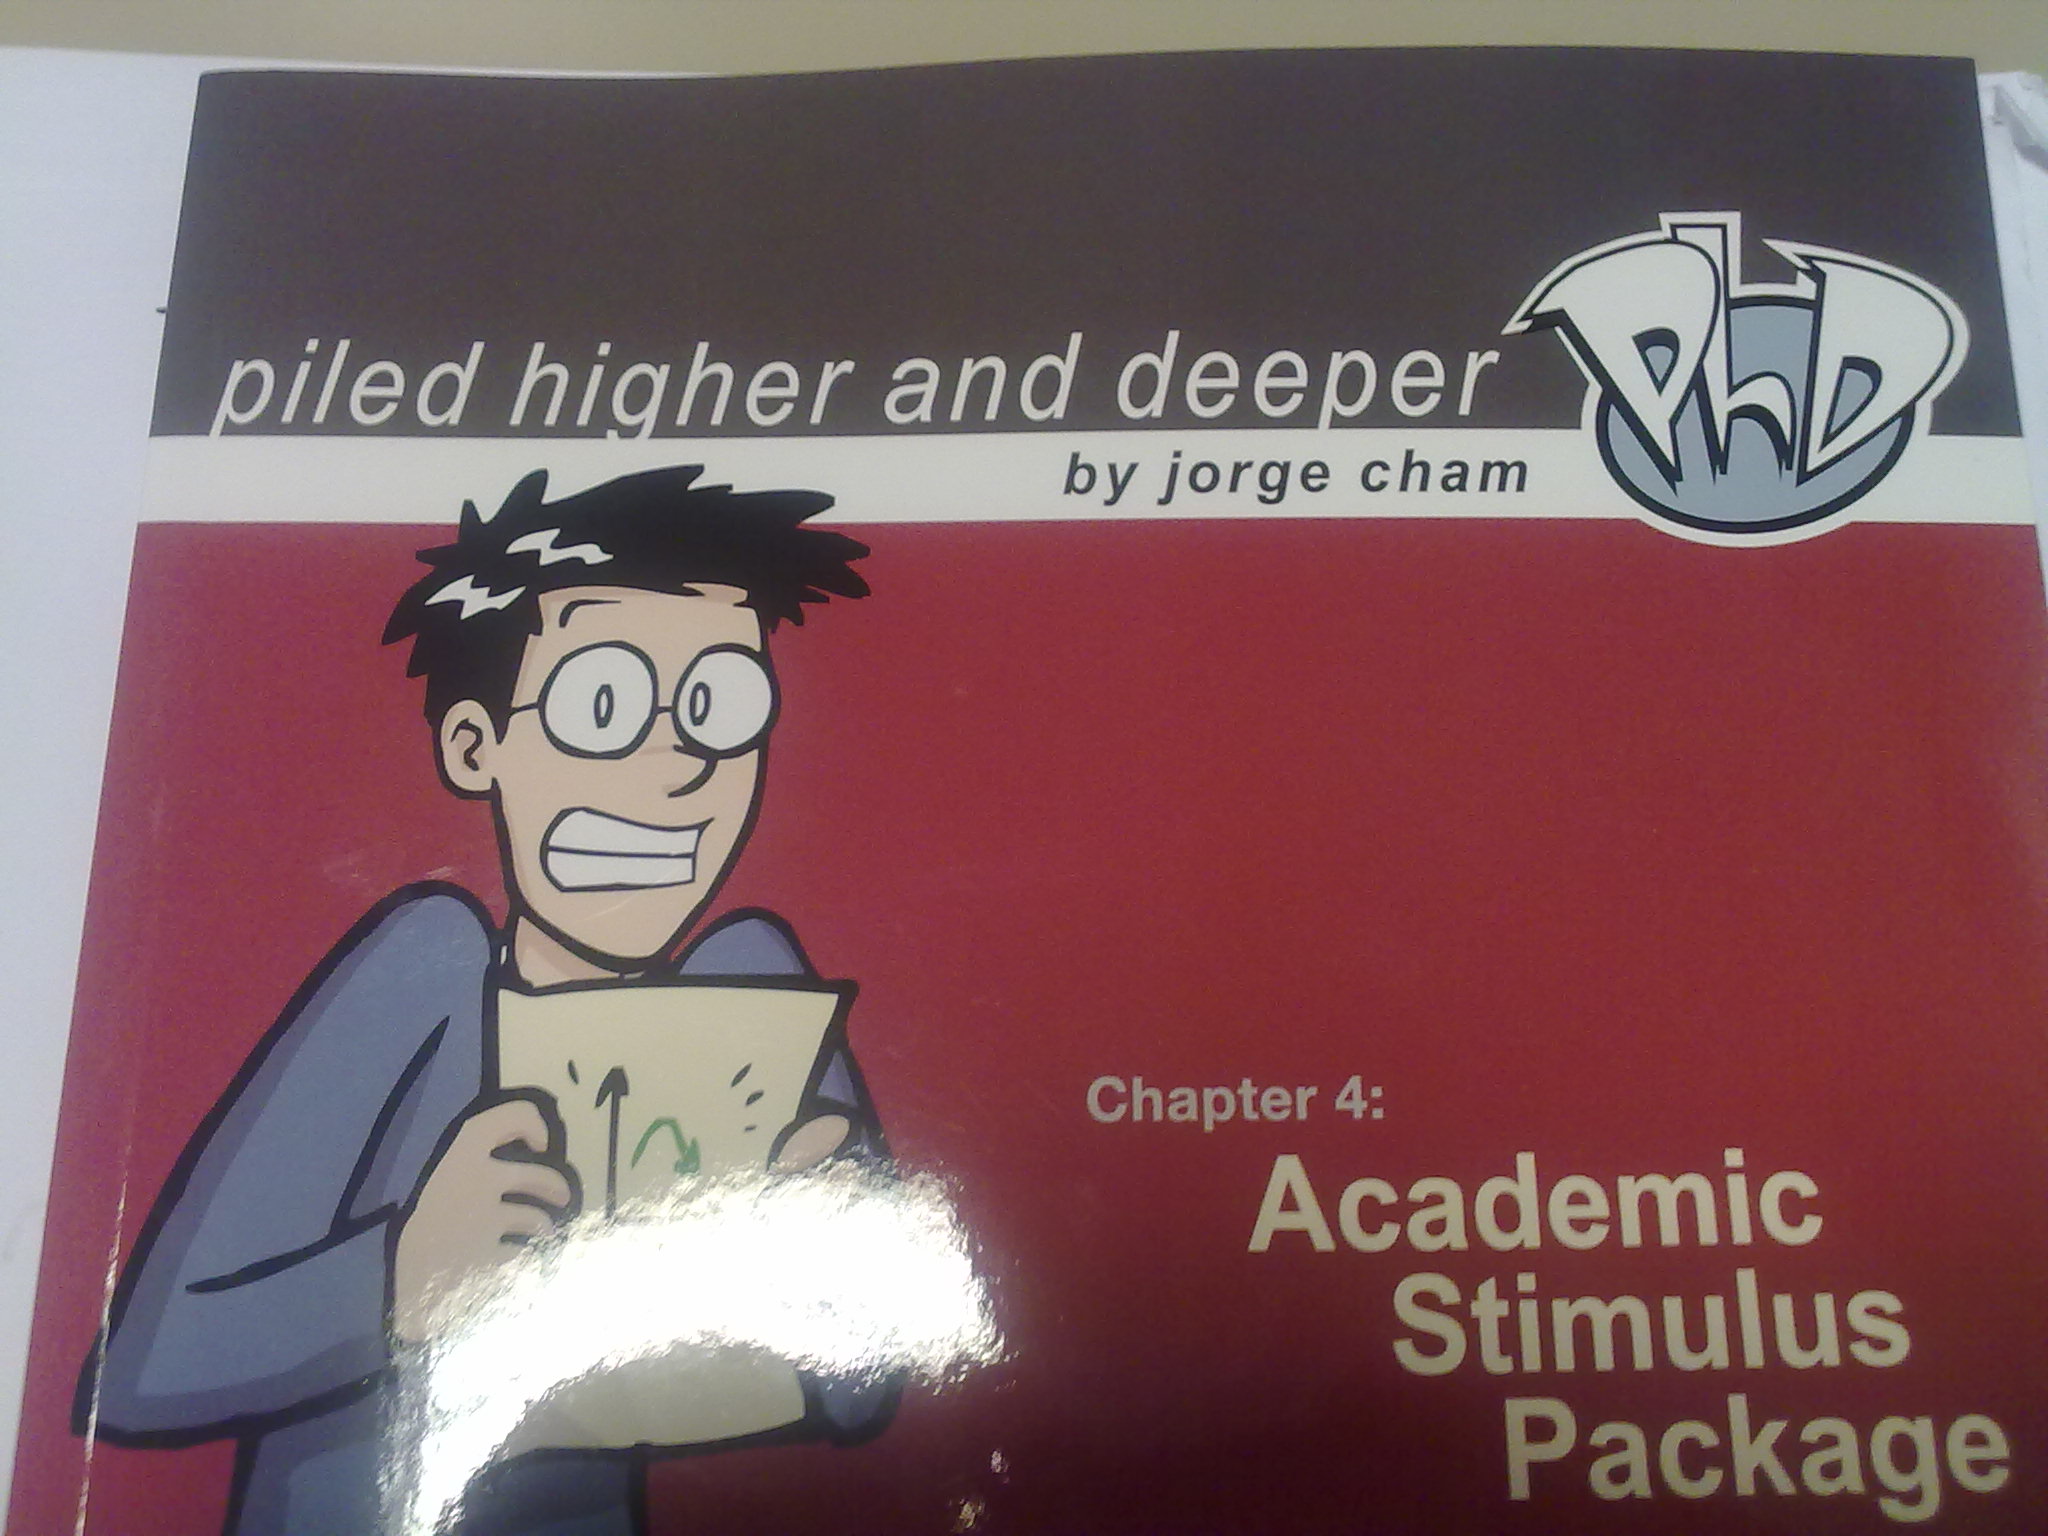 piled higher and deeper
PhD
by jorge cham
Chapter 4:
Academic
Stimulus
Package